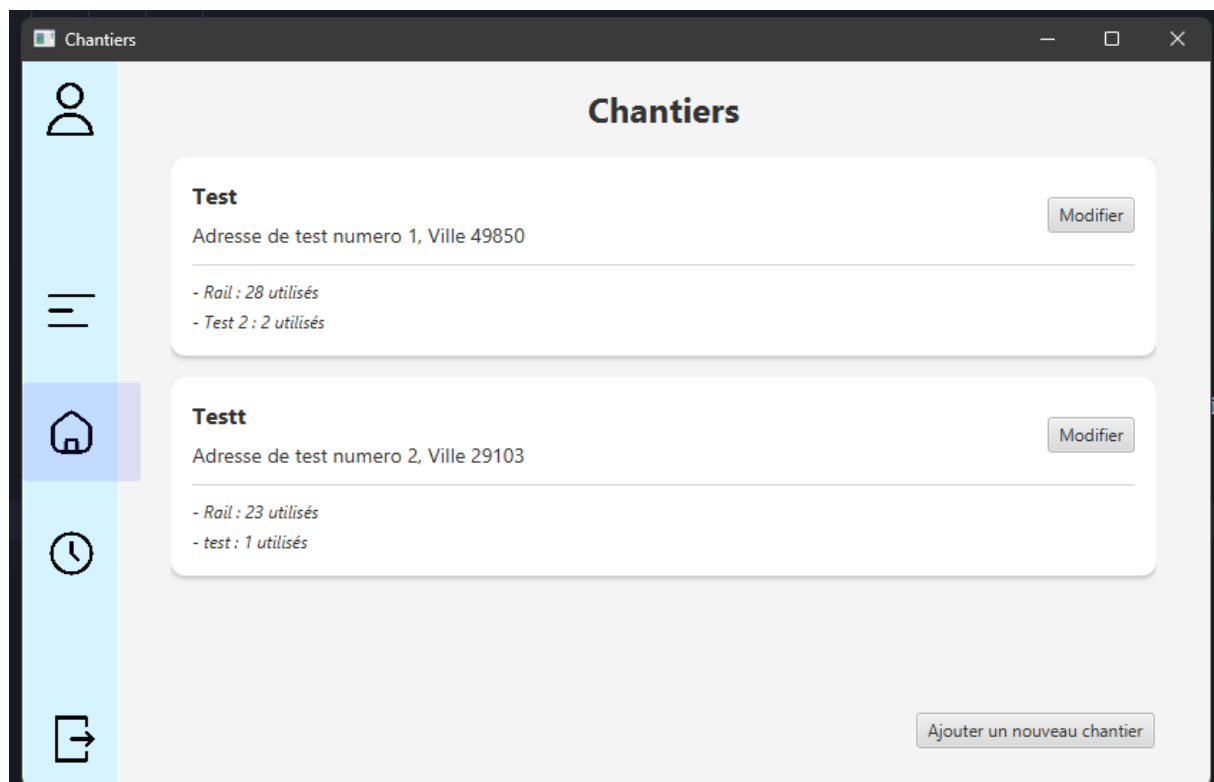 Chantiers
Chantiers
Test
Modifier
Adresse de test numero 1, Ville 49850
- Rail : 28 utilisés
- Test 2 : 2 utilisés
Testt
Modifier
Adresse de test numero 2, Ville 29103
- Rail : 23 utilisés
- test : 1 utilisés
Ajouter un nouveau chantier